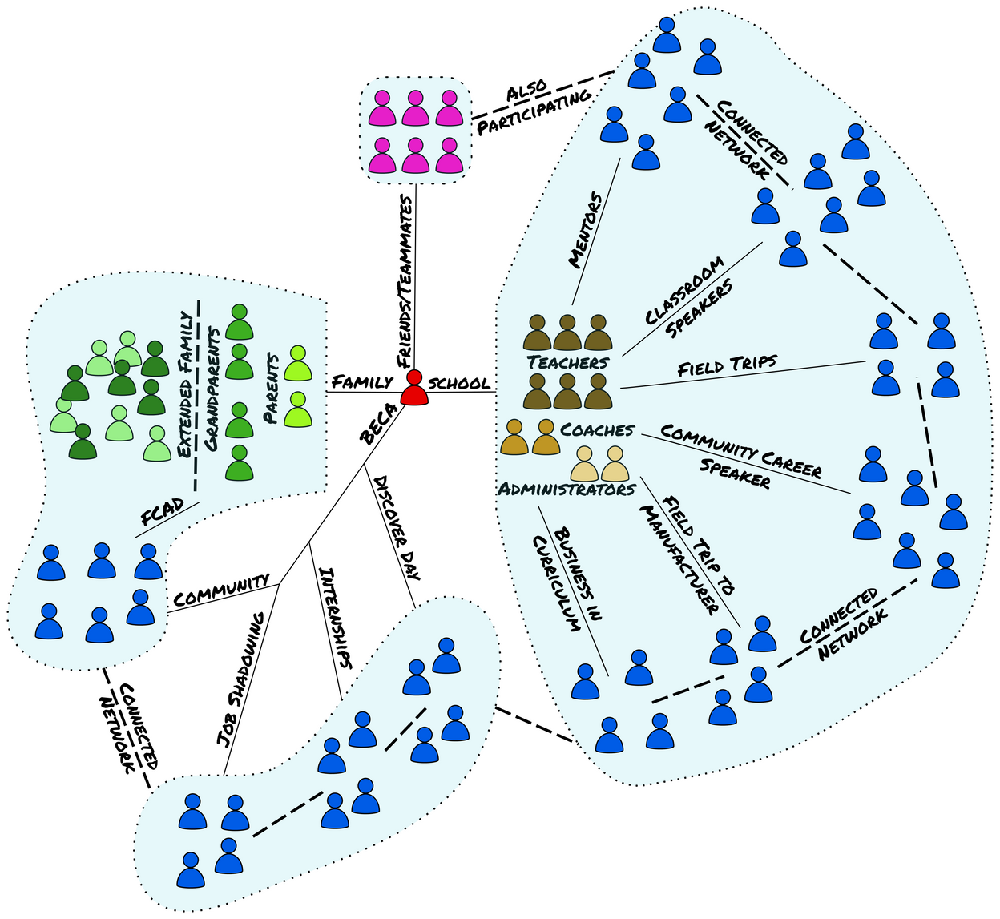 ALSO
PARTICIPATING
CONNECTED
NETWORK
MENTORS
FRIENDS/TEAMMATES
CLASSROOM
SPEAKERS
TEACHERS
FIELD TRIPS
EXTENDED FAMILY
GRANDPARENTS
PARENTS
FAMILY
SCHOOL
BECA
COACHES
COMMUNITY CAREER
SPEAKER
ADMINISTRATORS
FCAD
DISCOVER DAY
FIELD TRIP TO
MANUFACTURER
BUSINESS IN
CURRICULUM
COMMUNITY
INTERNSHIPS
JOB SHADOWING
CONNECTED
NETWORK
CONNECTED
NETWORK